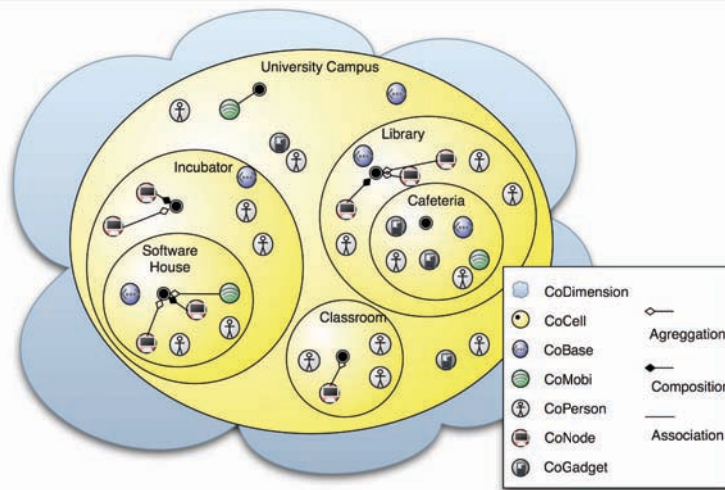 University Campus
Library
Incubator
Cafeteria
Software
House
Classroom
CoDimension
CoCell
CoBase
CoMobi
CoPerson
CoNode
CoGadget
Agreggation
Composition
Association